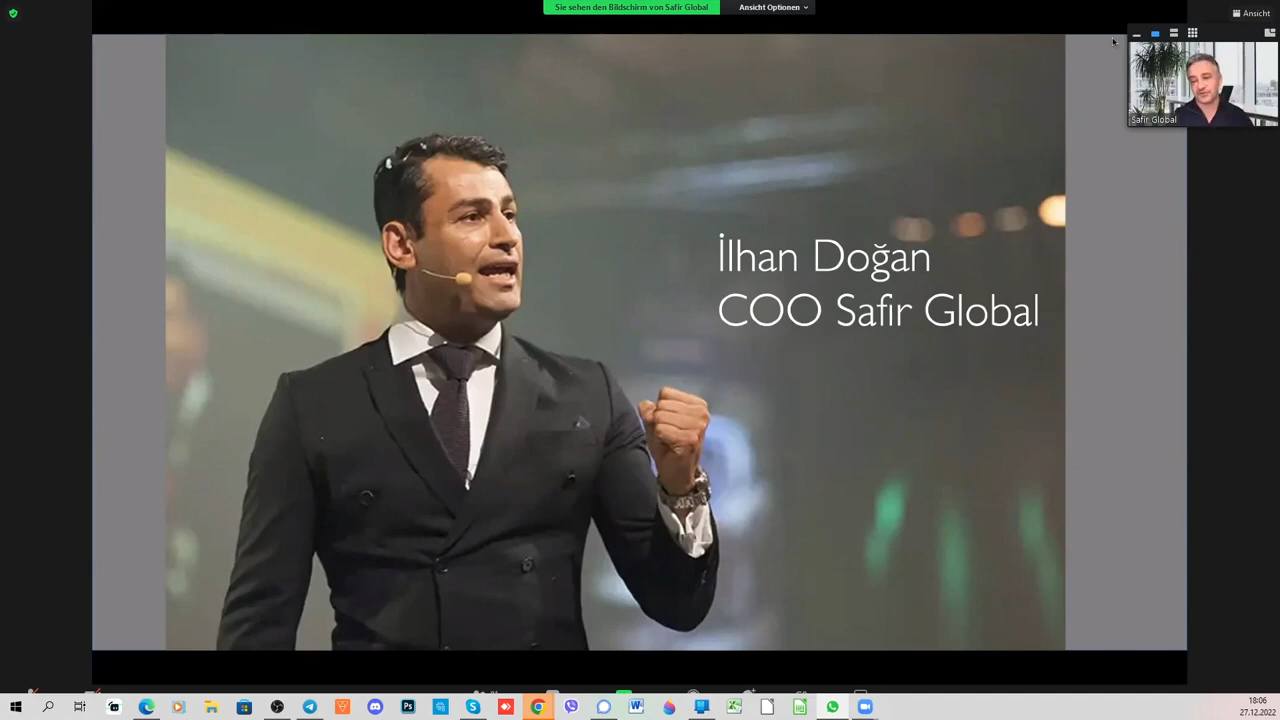 Sie sehen den Bildschirm von Safir Global
Ansicht Optionen
Ansicht
Safir Global
İlhan Doğan
COO Safir Global
18:06
27.12.2022